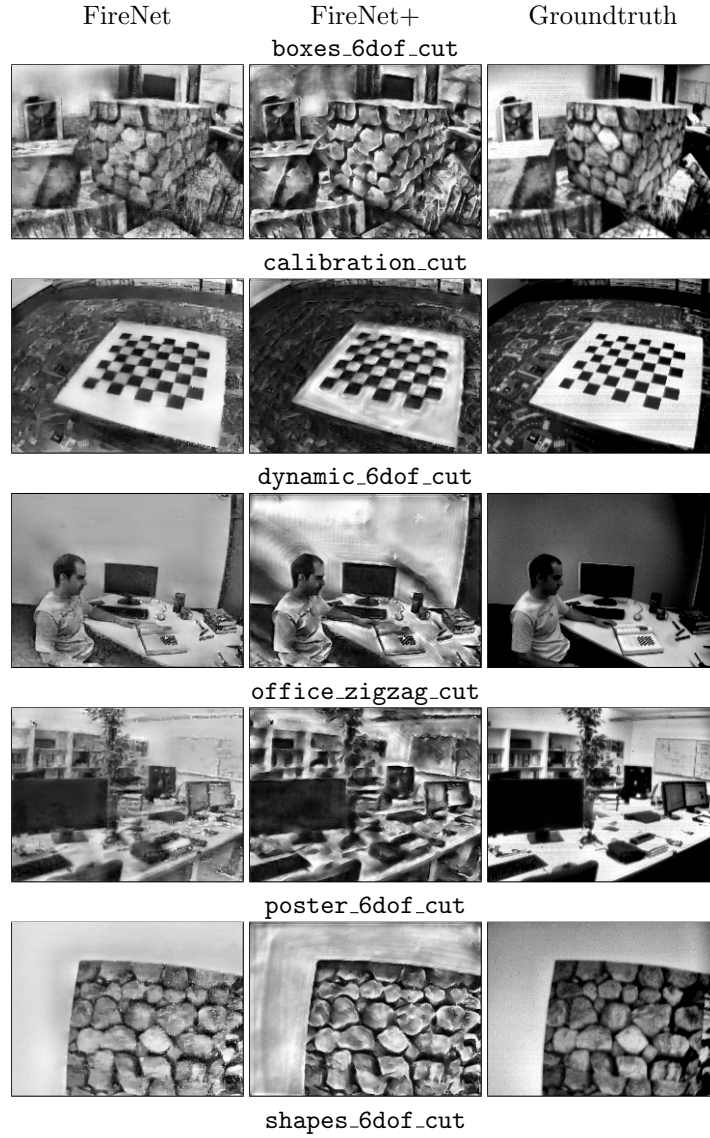 FireNet FireNet+ Groundtruth
boxes_6dof_cut
calibration_cut
dynamic_6dof_cut
office_zigzag_cut
poster_6dof_cut
shapes_6dof_cut